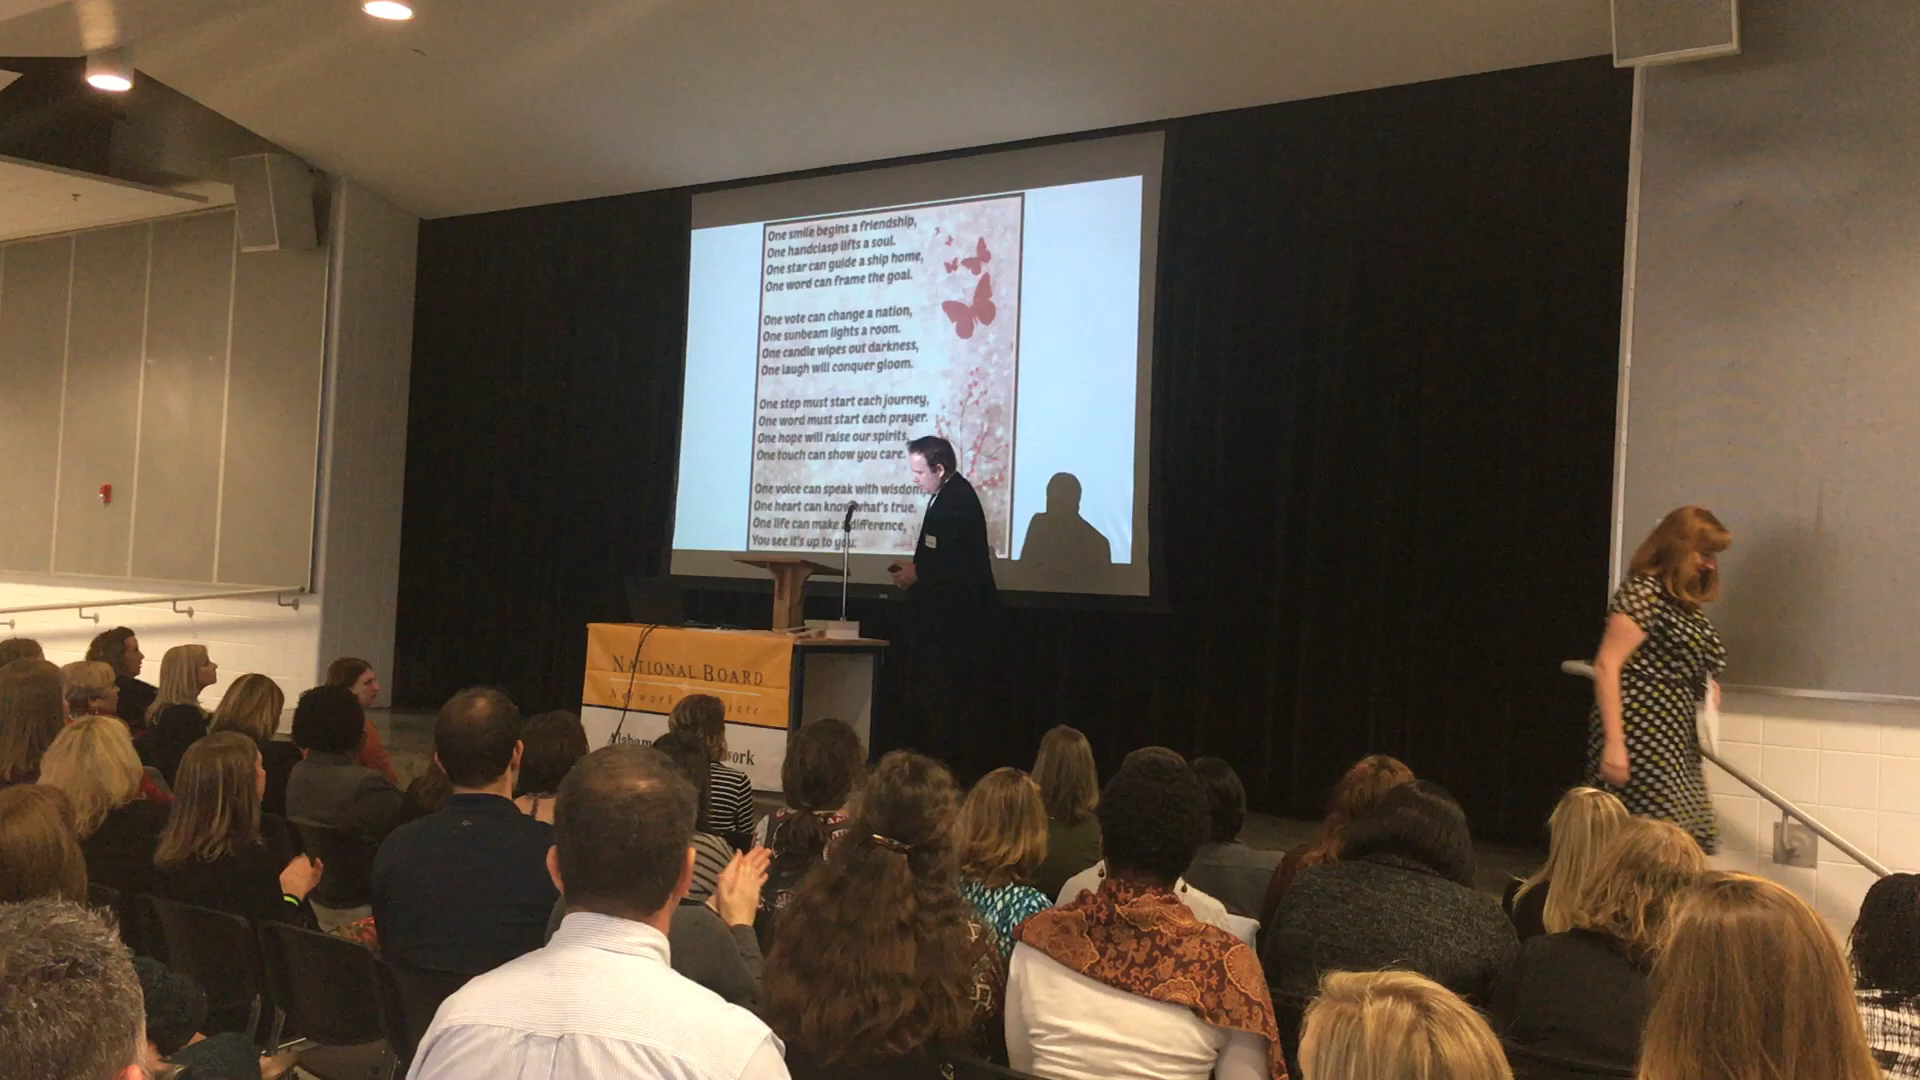 One smile begins a friendship,
One handclasp lifts a soul.
One star can guide a ship home,
One word can frame the goal.
One vote can change a nation,
One sunbeam lights a room.
One candle wipes out darkness,
One laugh will conquer gloom.
One step must start each journey,
One word must start each prayer.
One hope will raise our spirits,
One touch can show you care.
One voice can speak with wisdom,
One heart can know what's true.
One life can make a difference,
You see it's up to you.
NATIONAL BOARD
Network